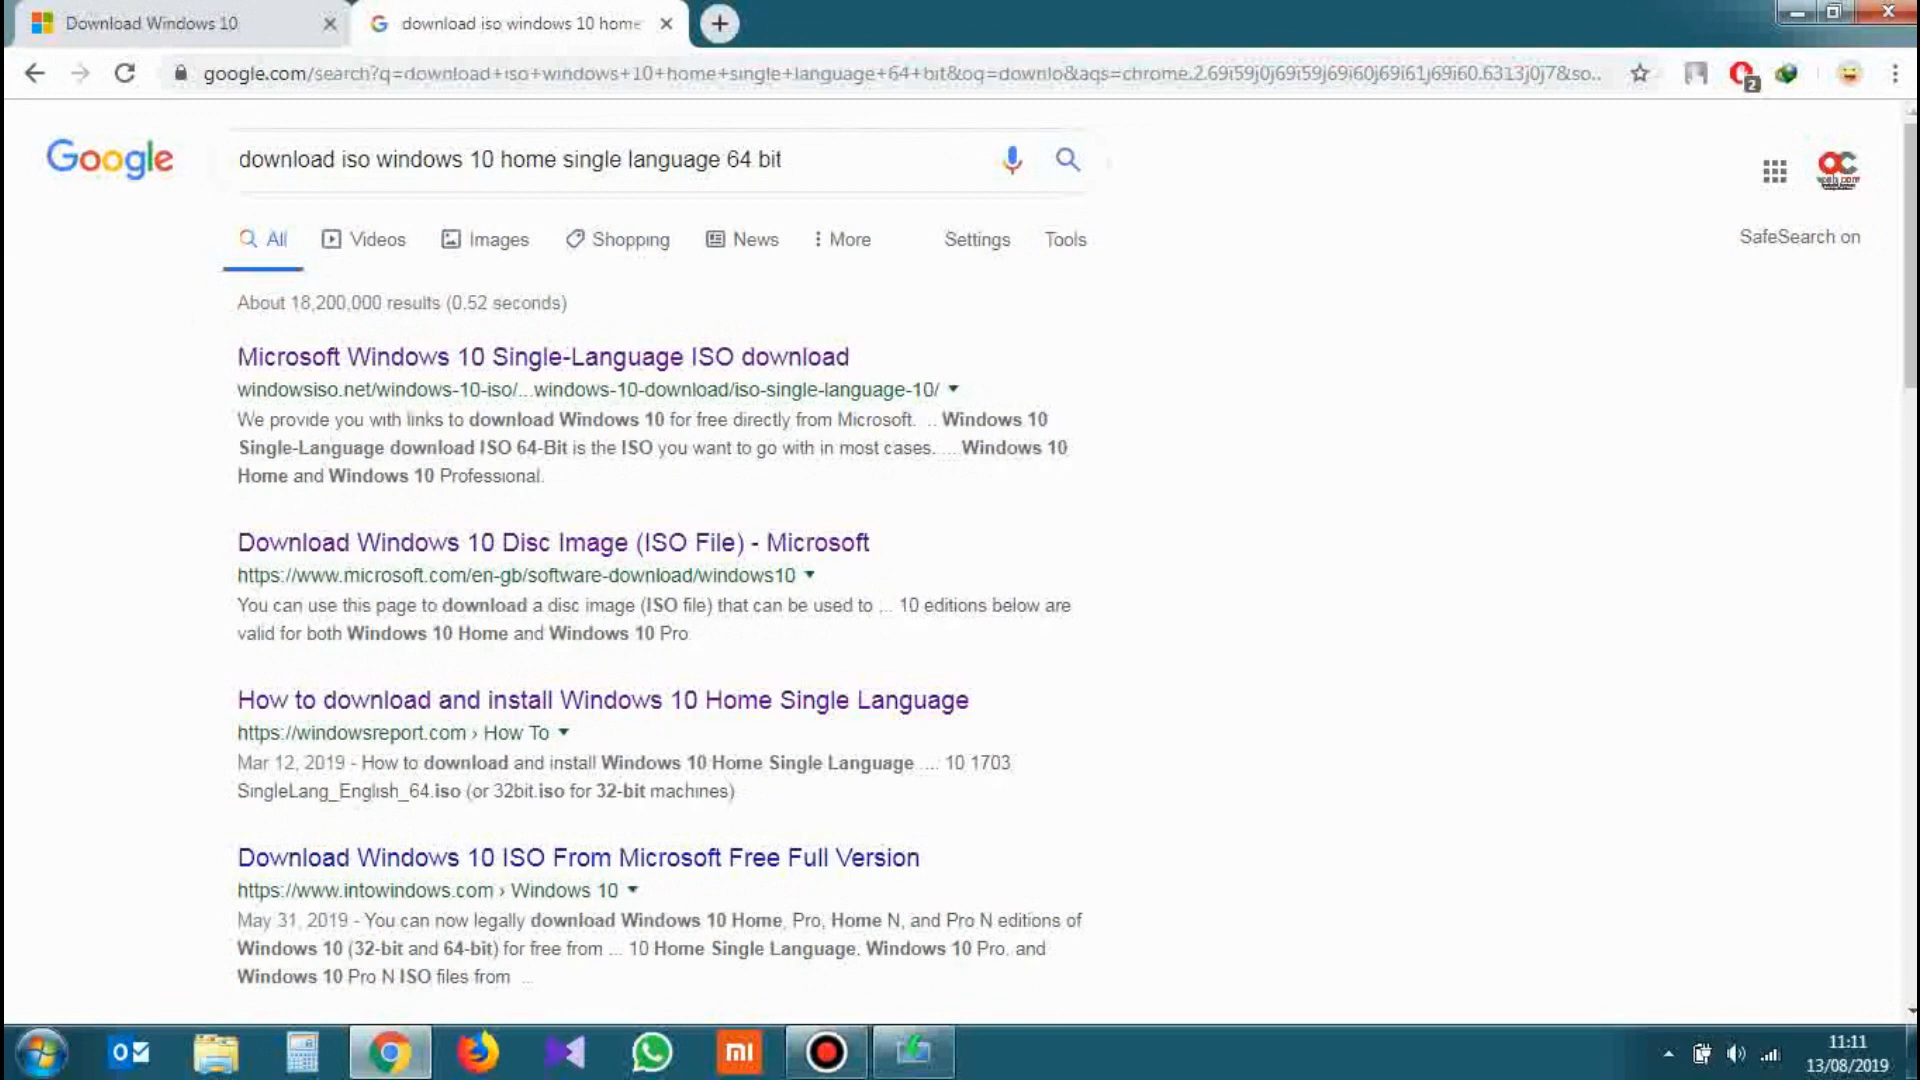 Download Windows 10
download iso windows 10 home
google.com/search?q=download+iso+windows+10+home+single+language+64+bit&oq=downlo&aqs=chrome.2.69i59j0j69i59j69i60j69i61j69i60.6313j0j7&so...
2
Google
download iso windows 10 home single language 64 bit
All
Videos
Images
Shopping
News
More
Settings
Tools
SafeSearch on
About 18,200,000 results (0.52 seconds)
Microsoft Windows 10 Single-Language ISO download
windowsiso.net/windows-10-iso/...windows-10-download/iso-single-language-10/
We provide you with links to download Windows 10 for free directly from Microsoft. ... Windows 10
Single-Language download ISO 64-Bit is the ISO you want to go with in most cases. ... Windows 10
Home and Windows 10 Professional.
Download Windows 10 Disc Image (ISO File) - Microsoft
https://www.microsoft.com/en-gb/software-download/windows10
You can use this page to download a disc image (ISO file) that can be used to ... 10 editions below are
valid for both Windows 10 Home and Windows 10 Pro
How to download and install Windows 10 Home Single Language
https://windowsreport.com › How To
Mar 12, 2019 - How to download and install Windows 10 Home Single Language .... 10 1703
SingleLang_English_64.iso (or 32bit.iso for 32-bit machines)
Download Windows 10 ISO From Microsoft Free Full Version
https://www.intowindows.com › Windows 10
May 31, 2019 - You can now legally download Windows 10 Home, Pro, Home N, and Pro N editions of
Windows 10 (32-bit and 64-bit) for free from ... 10 Home Single Language, Windows 10 Pro, and
Windows 10 Pro N ISO files from ...
mi
11:11
13/08/2019